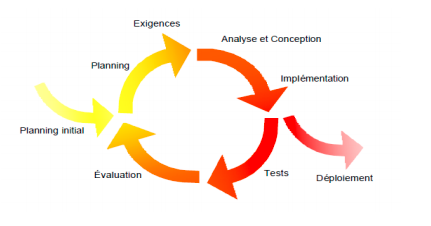 Exigences
Analyse et Conception
Planning
Implémentation
Planning initial
Évaluation
Tests
Déploiement